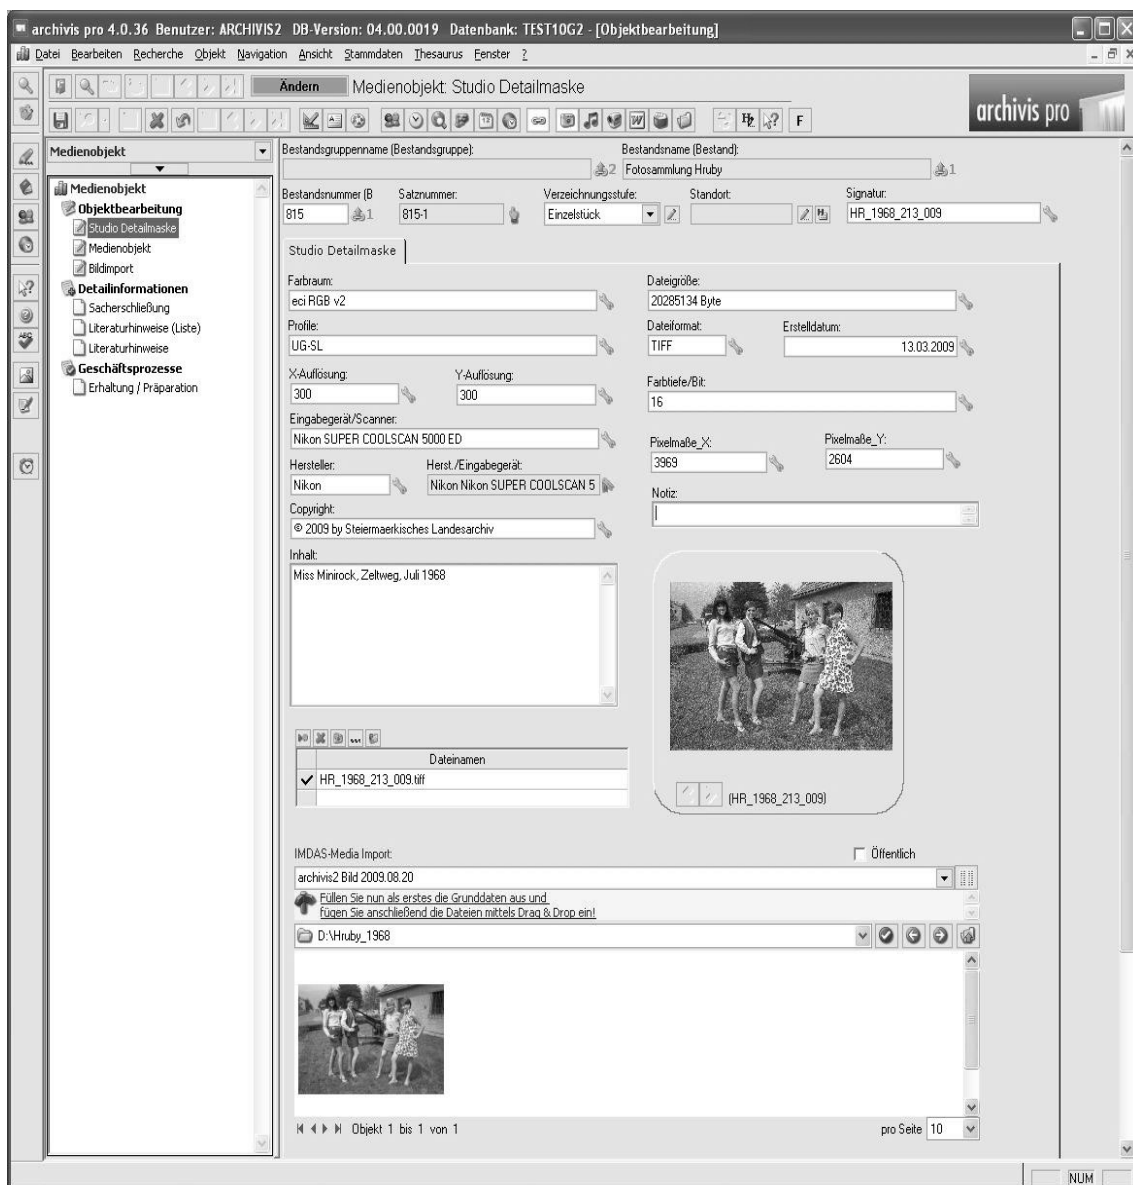 archivis pro 4.0.36 Benutzer: ARCHIVIS2 DB-Version: 04.00.0019 Datenbank: TEST10G2 - [Objektbearbeitung]
Datei Bearbeiten Recherche Objekt Navigation Ansicht Stammdaten Thesaurus Fenster ?
Ändern Medienobjekt: Studio Detailmaske
archivis pro
F
Medienobjekt
Medienobjekt
Objektbearbeitung
Studio Detailmaske
Medienobjekt
Bildimport
Detailinformationen
Sacherschließung
Literaturhinweise (Liste)
Literaturhinweise
Geschäftsprozesse
Erhaltung / Präparation
Bestandsgruppenname (Bestandsgruppe): Bestandsname (Bestand):
2 Fotosammlung Hruby 1
Bestandsnummer (B Satznummer: Verzeichnungsstufe: Standort: Signatur:
815 1 815-1 Einzelstück HR_1968_213_009
Studio Detailmaske
Farbraum: Dateigröße:
eci RGB v2 20285134 Byte
Profile: Dateiformat: Erstelldatum:
UG-SL TIFF 13.03.2009
X-Auflösung: Y-Auflösung: Farbtiefe/Bit:
300 300 16
Eingabegerät/Scanner: Pixelmaße_X: Pixelmaße_Y:
Nikon SUPER COOLSCAN 5000 ED 3969 2604
Hersteller: Herst./Eingabegerät: Notiz:
Nikon Nikon Nikon SUPER COOLSCAN 5
Copyright:
© 2009 by Steiermaerkisches Landesarchiv
Inhalt:
Miss Minirock, Zeltweg, Juli 1968
Dateinamen
HR_1968_213_009.tiff
(HR_1968_213_009)
IMDAS-Media Import: Öffentlich
archivis2 Bild 2009.08.20
Füllen Sie nun als erstes die Grunddaten aus und
fügen Sie anschließend die Dateien mittels Drag & Drop ein!
D:\Hruby_1968
Objekt 1 bis 1 von 1 pro Seite 10
NUM